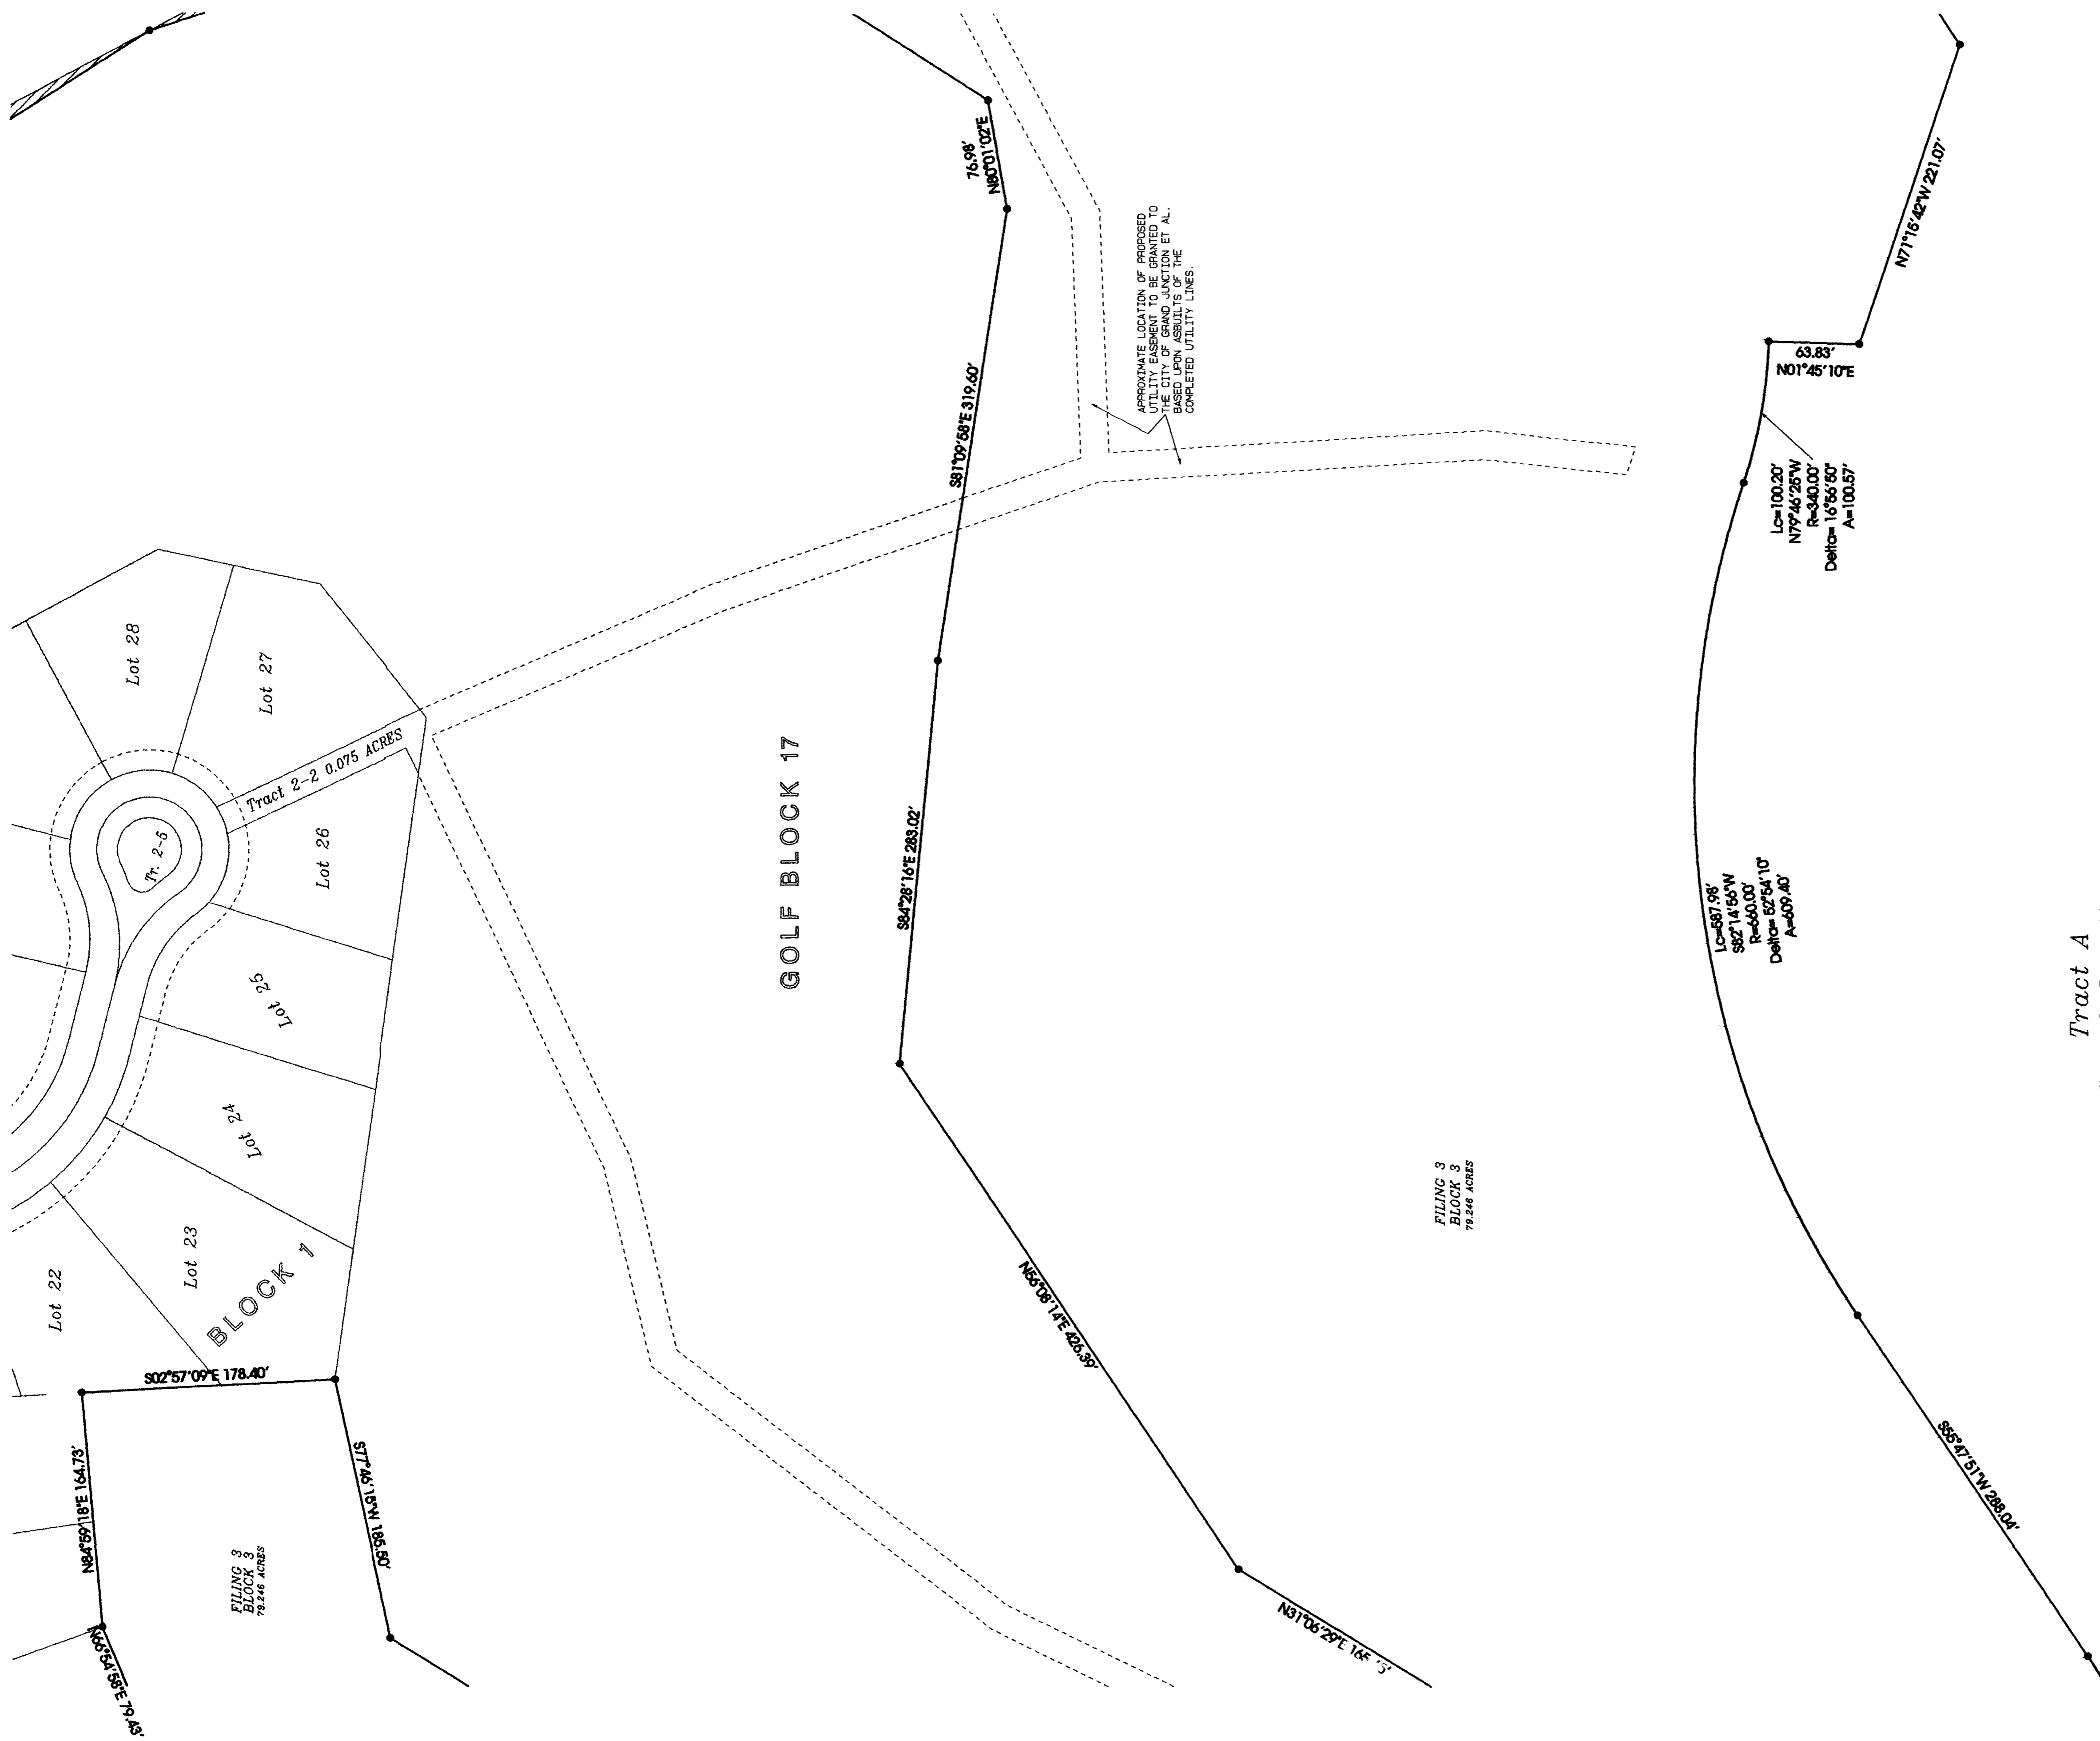 76.98'
N80°01'02"E
N71°15'42"W 221.07'
APPROXIMATE LOCATION OF PROPOSED
UTILITY EASEMENT TO BE GRANTED TO
THE CITY OF GRAND JUNCTION ET AL.
BASED UPON ASBUILTS OF THE
COMPLETED UTILITY LINES.
63.83'
N01°45'10"E
S81°09'58"E 319.60'
Lc=100.20'
N79°46'25"W
R=340.00'
Delta= 16°56'50"
A=100.57'
Lot 28
Lot 27
Tract 2-2 0.075 ACRES
Tr. 2-5
Lot 26
GOLF BLOCK 17
S84°28'16"E 283.02'
Lc=587.98'
S82°14'56"W
R=660.00'
Delta= 52°54'10"
A=609.40'
Tract A
Lot 25
Lot 24
Lot 23
Lot 22
BLOCK 1
FILING 3
BLOCK 3
79.246 ACRES
N56°08'14"E 426.39'
S02°57'09"E 178.40'
N84°59'18"E 164.73'
S77°46'15"W 185.50'
S55°47'51"W 288.04'
FILING 3
BLOCK 3
79.246 ACRES
N31°06'29"E
N66°54'58"E 79.43'